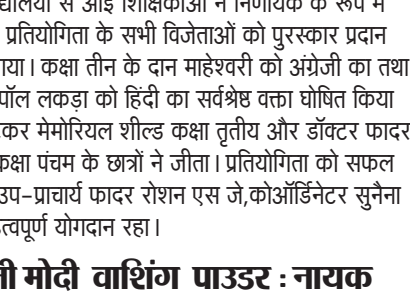 द्यालयों से आई शिक्षिकाओं ने निर्णायक के रूप में
प्रतियोगिता के सभी विजेताओं को पुरस्कार प्रदान
गया। कक्षा तीन के दान माहेश्वरी को अंग्रेजी का तथा
पॉल लकड़ा को हिंदी का सर्वश्रेष्ठ वक्ता घोषित किया
कर मेमोरियल शील्ड कक्षा तृतीय और डॉक्टर फादर
कक्षा पंचम के छात्रों ने जीता। प्रतियोगिता को सफल
उप-प्राचार्य फादर रोशन एस जे,कोऑर्डिनेटर सुनैना
त्वपूर्ण योगदान रहा।
मोदी वाशिंग पाउडर : नायक